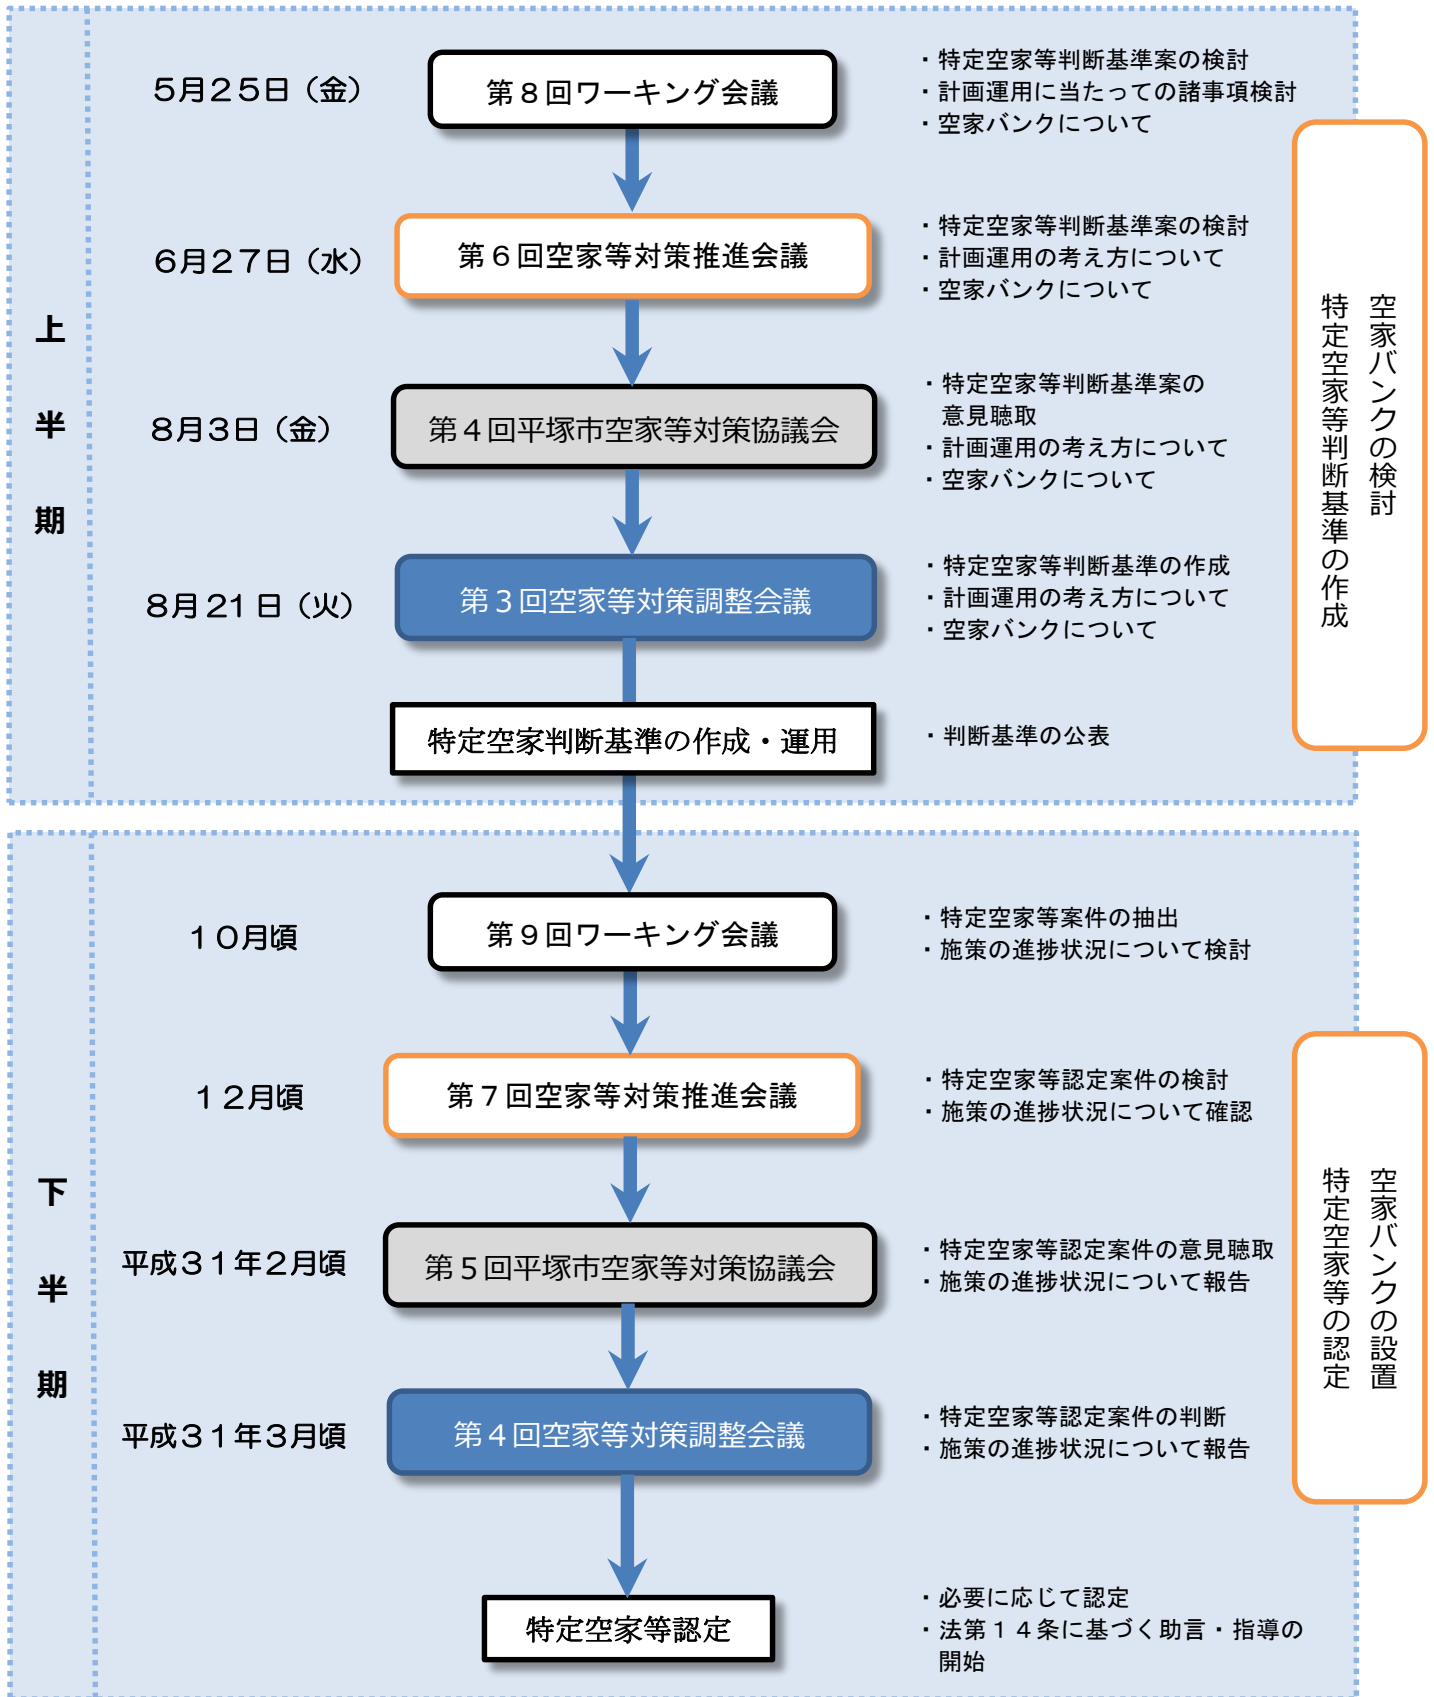 上半期
５月２５日（金）
第８回ワーキング会議
・特定空家等判断基準案の検討
・計画運用に当たっての諸事項検討
・空家バンクについて
６月２７日（水）
第６回空家等対策推進会議
・特定空家等判断基準案の検討
・計画運用の考え方について
・空家バンクについて
８月３日（金）
第４回平塚市空家等対策協議会
・特定空家等判断基準案の
意見聴取
・計画運用の考え方について
・空家バンクについて
８月２１日（火）
第３回空家等対策調整会議
・特定空家等判断基準の作成
・計画運用の考え方について
・空家バンクについて
特定空家判断基準の作成・運用
・判断基準の公表
空家バンクの検討
特定空家等判断基準の作成
下半期
１０月頃
第９回ワーキング会議
・特定空家等案件の抽出
・施策の進捗状況について検討
１２月頃
第７回空家等対策推進会議
・特定空家等認定案件の検討
・施策の進捗状況について確認
平成３１年２月頃
第５回平塚市空家等対策協議会
・特定空家等認定案件の意見聴取
・施策の進捗状況について報告
平成３１年３月頃
第４回空家等対策調整会議
・特定空家等認定案件の判断
・施策の進捗状況について報告
特定空家等認定
・必要に応じて認定
・法第１４条に基づく助言・指導の
開始
空家バンクの設置
特定空家等の認定